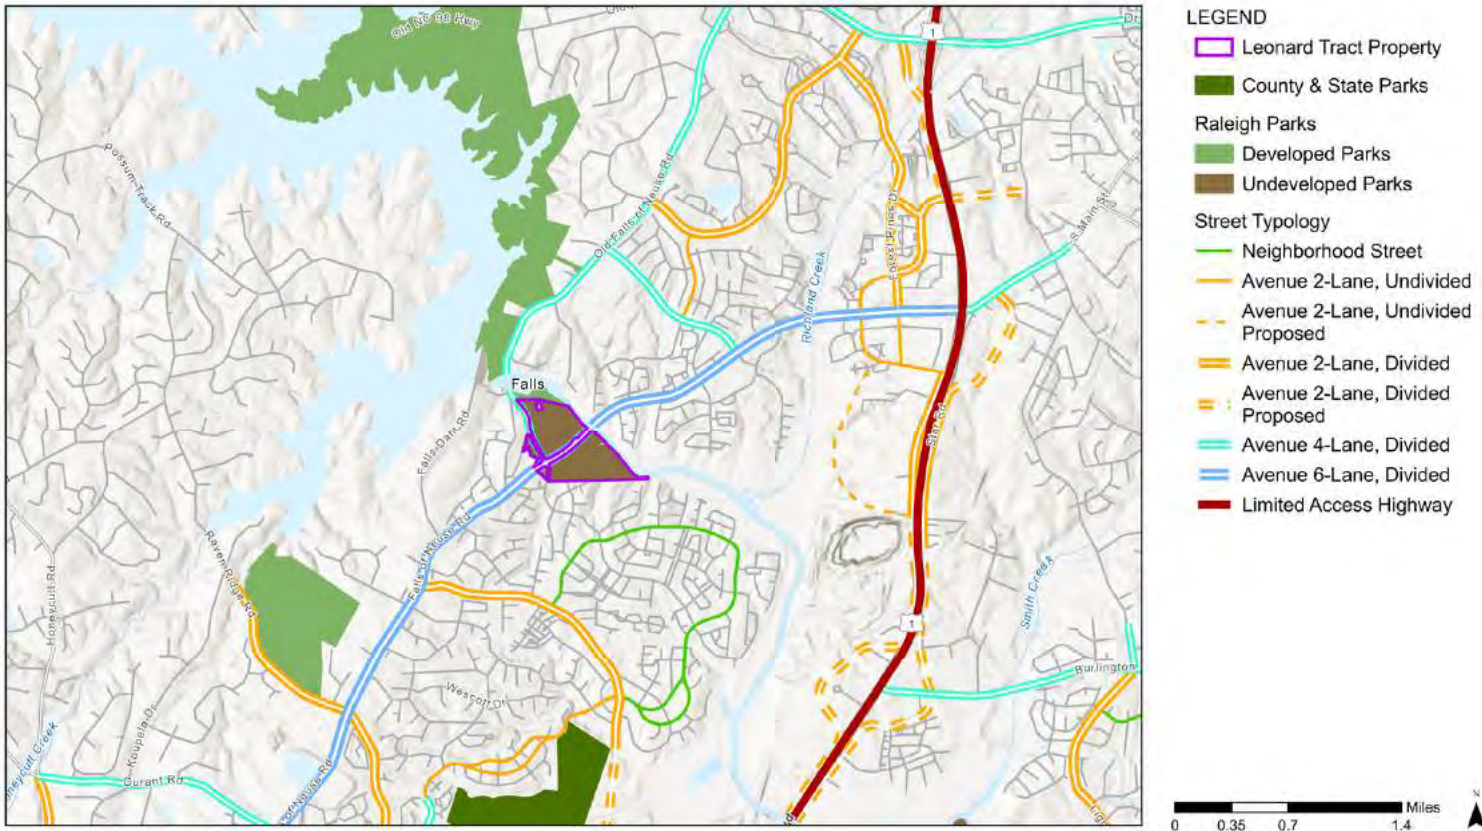 Old NC 98 Hwy
Dr
1
Possum-Track Rd
Old Falls of Neuse Rd
Forest Pines Dr
S Main St
Richland Creek
Falls
Falls-Dam Rd
Star Rd
Falls of Neuse Rd
Raven Ridge Rd
Honeycutt Rd
1
Smith Creek
Burlington
Wescott Dr
Koupela Dr
neycutt Creek
Durant Rd
of Neuse Rd
LEGEND
Leonard Tract Property
County & State Parks
Raleigh Parks
Developed Parks
Undeveloped Parks
Street Typology
Neighborhood Street
Avenue 2-Lane, Undivided
Avenue 2-Lane, Undivided
Proposed
Avenue 2-Lane, Divided
Avenue 2-Lane, Divided
Proposed
Avenue 4-Lane, Divided
Avenue 6-Lane, Divided
Limited Access Highway
N
Miles
0 0.35 0.7 1.4